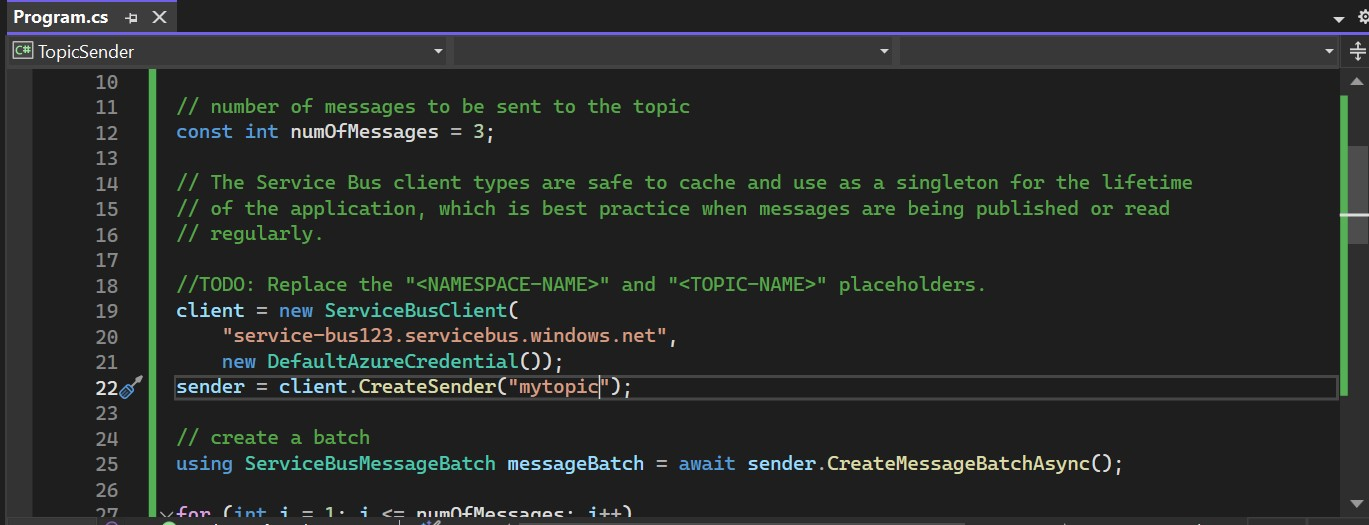 Program.cs
C# TopicSender
10
11 // number of messages to be sent to the topic
12 const int numOfMessages = 3;
13
14 // The Service Bus client types are safe to cache and use as a singleton for the lifetime
15 // of the application, which is best practice when messages are being published or read
16 // regularly.
17
18 //TODO: Replace the "<NAMESPACE-NAME>" and "<TOPIC-NAME>" placeholders.
19 client = new ServiceBusClient(
20 "service-bus123.servicebus.windows.net",
21 new DefaultAzureCredential());
22 sender = client.CreateSender("mytopic");
23
24 // create a batch
25 using ServiceBusMessageBatch messageBatch = await sender.CreateMessageBatchAsync();
26
27 for (int i = 1; i <= numOfMessages; i++)